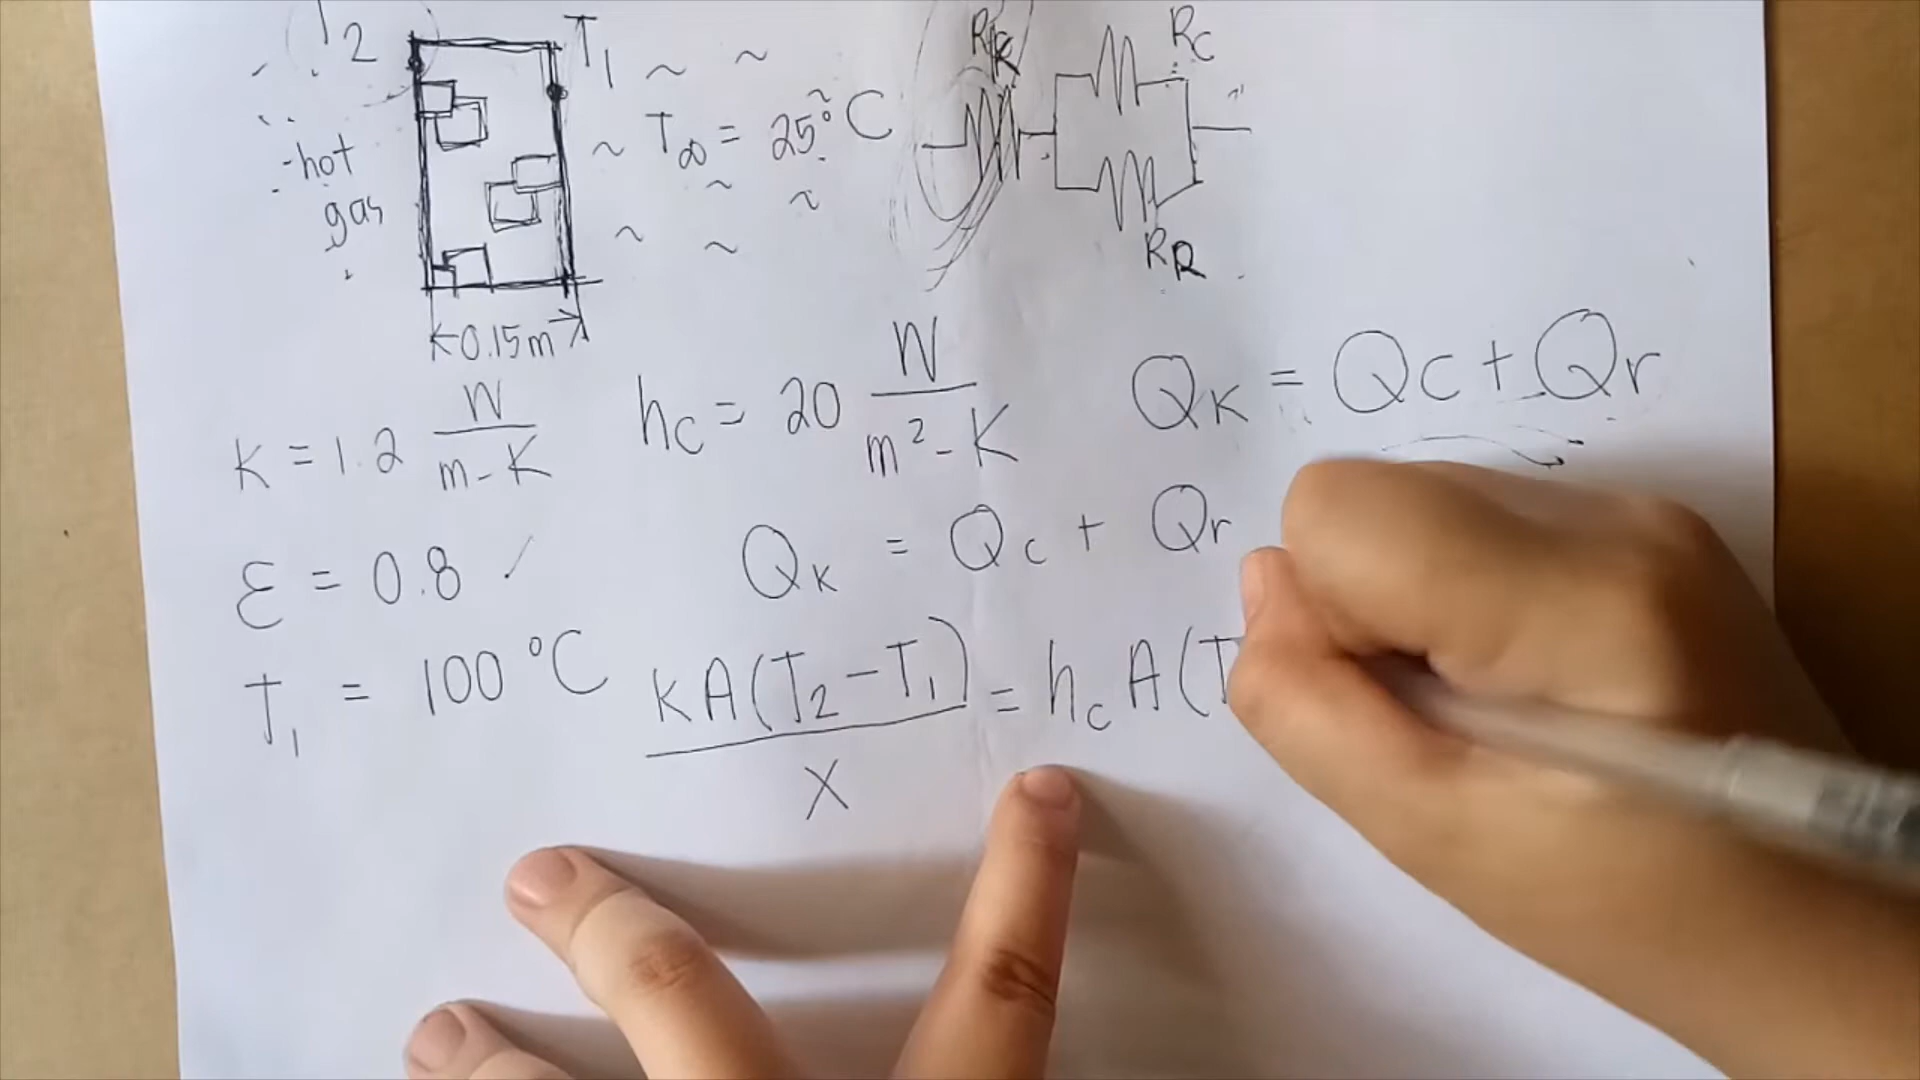 T2
T1
T∞ = 25°C
hot
gas
0.15m
RK
RC
RR
K = 1.2 W/m-K
hC = 20 W/m²-K
QK = QC + Qr
ε = 0.8 ✓
QK = QC + Qr
T1 = 100 °C
kA(T2-T1)/X = hcA(T